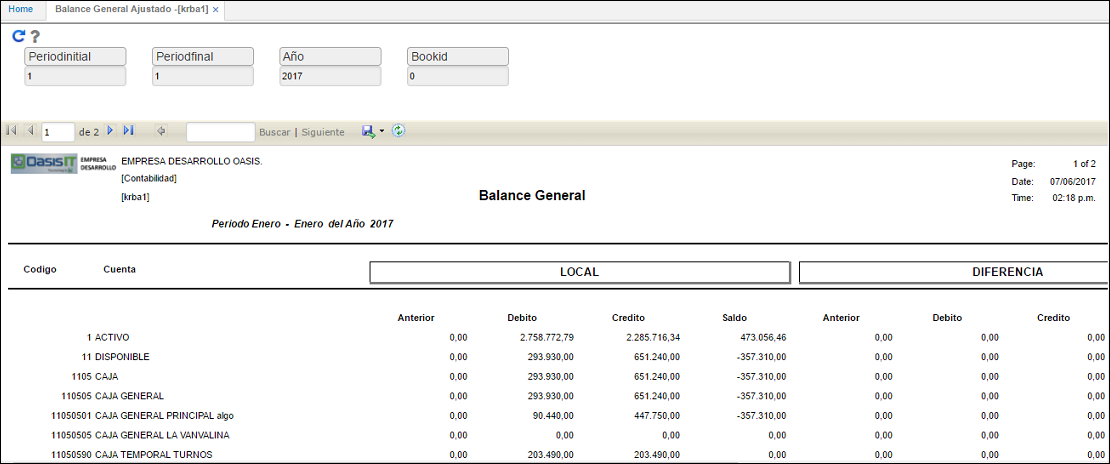 Home Balance General Ajustado -[krba1] ×
?
Periodinitial Periodfinal Año Bookid
1 1 2017 0
1 de 2 Buscar | Siguiente
OasisIT EMPRESA DESARROLLO EMPRESA DESARROLLO OASIS. Page: 1 of 2
[Contabilidad] Date: 07/06/2017
[krba1] Balance General Time: 02:18 p.m.
Periodo Enero - Enero del Año 2017
Codigo Cuenta LOCAL DIFERENCIA
Anterior Debito Credito Saldo Anterior Debito Credito
1 ACTIVO 0,00 2.758.772,79 2.285.716,34 473.056,46 0,00 0,00 0,00
11 DISPONIBLE 0,00 293.930,00 651.240,00 -357.310,00 0,00 0,00 0,00
1105 CAJA 0,00 293.930,00 651.240,00 -357.310,00 0,00 0,00 0,00
110505 CAJA GENERAL 0,00 293.930,00 651.240,00 -357.310,00 0,00 0,00 0,00
11050501 CAJA GENERAL PRINCIPAL algo 0,00 90.440,00 447.750,00 -357.310,00 0,00 0,00 0,00
11050505 CAJA GENERAL LA VANVALINA 0,00 0,00 0,00 0,00 0,00 0,00 0,00
11050590 CAJA TEMPORAL TURNOS 0,00 203.490,00 203.490,00 0,00 0,00 0,00 0,00